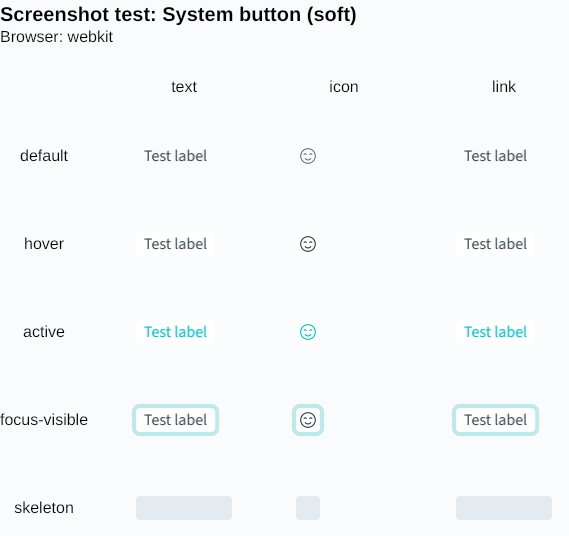 Screenshot test: System button (soft)
Browser: webkit
text icon link
default Test label Test label
hover Test label Test label
active Test label Test label
focus-visible Test label Test label
skeleton